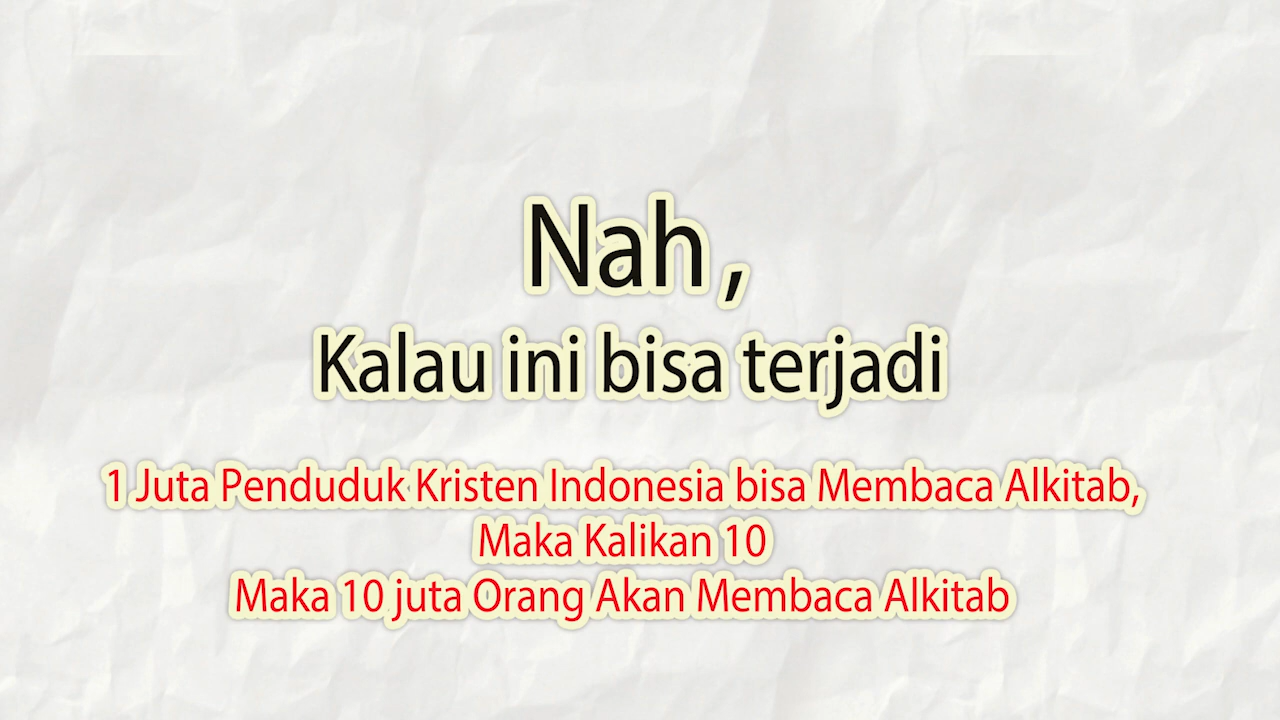 Nah ,
Kalau ini bisa terjadi
1 Juta Penduduk Kristen Indonesia bisa Membaca Alkitab,
Maka Kalikan 10
Maka 10 juta Orang Akan Membaca Alkitab